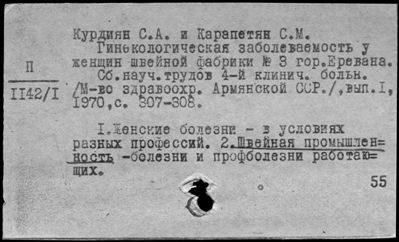 Курдиян С.А. и Карапетян С.М.
Гинекологическая заболеваемость у
женщин швейной фабрики № 3 гор.Еревана.
П
Сб.науч.трудов 4-й клинич. больн.
1142/I
/М-во здравоохр. Армянской ССР./,вып.I,
1970,с. 307-308.
I.Женские болезни - в условиях
разных профессий. 2.Швейная промышлен=
ность -болезни и профболезни работаю=
щих.
55